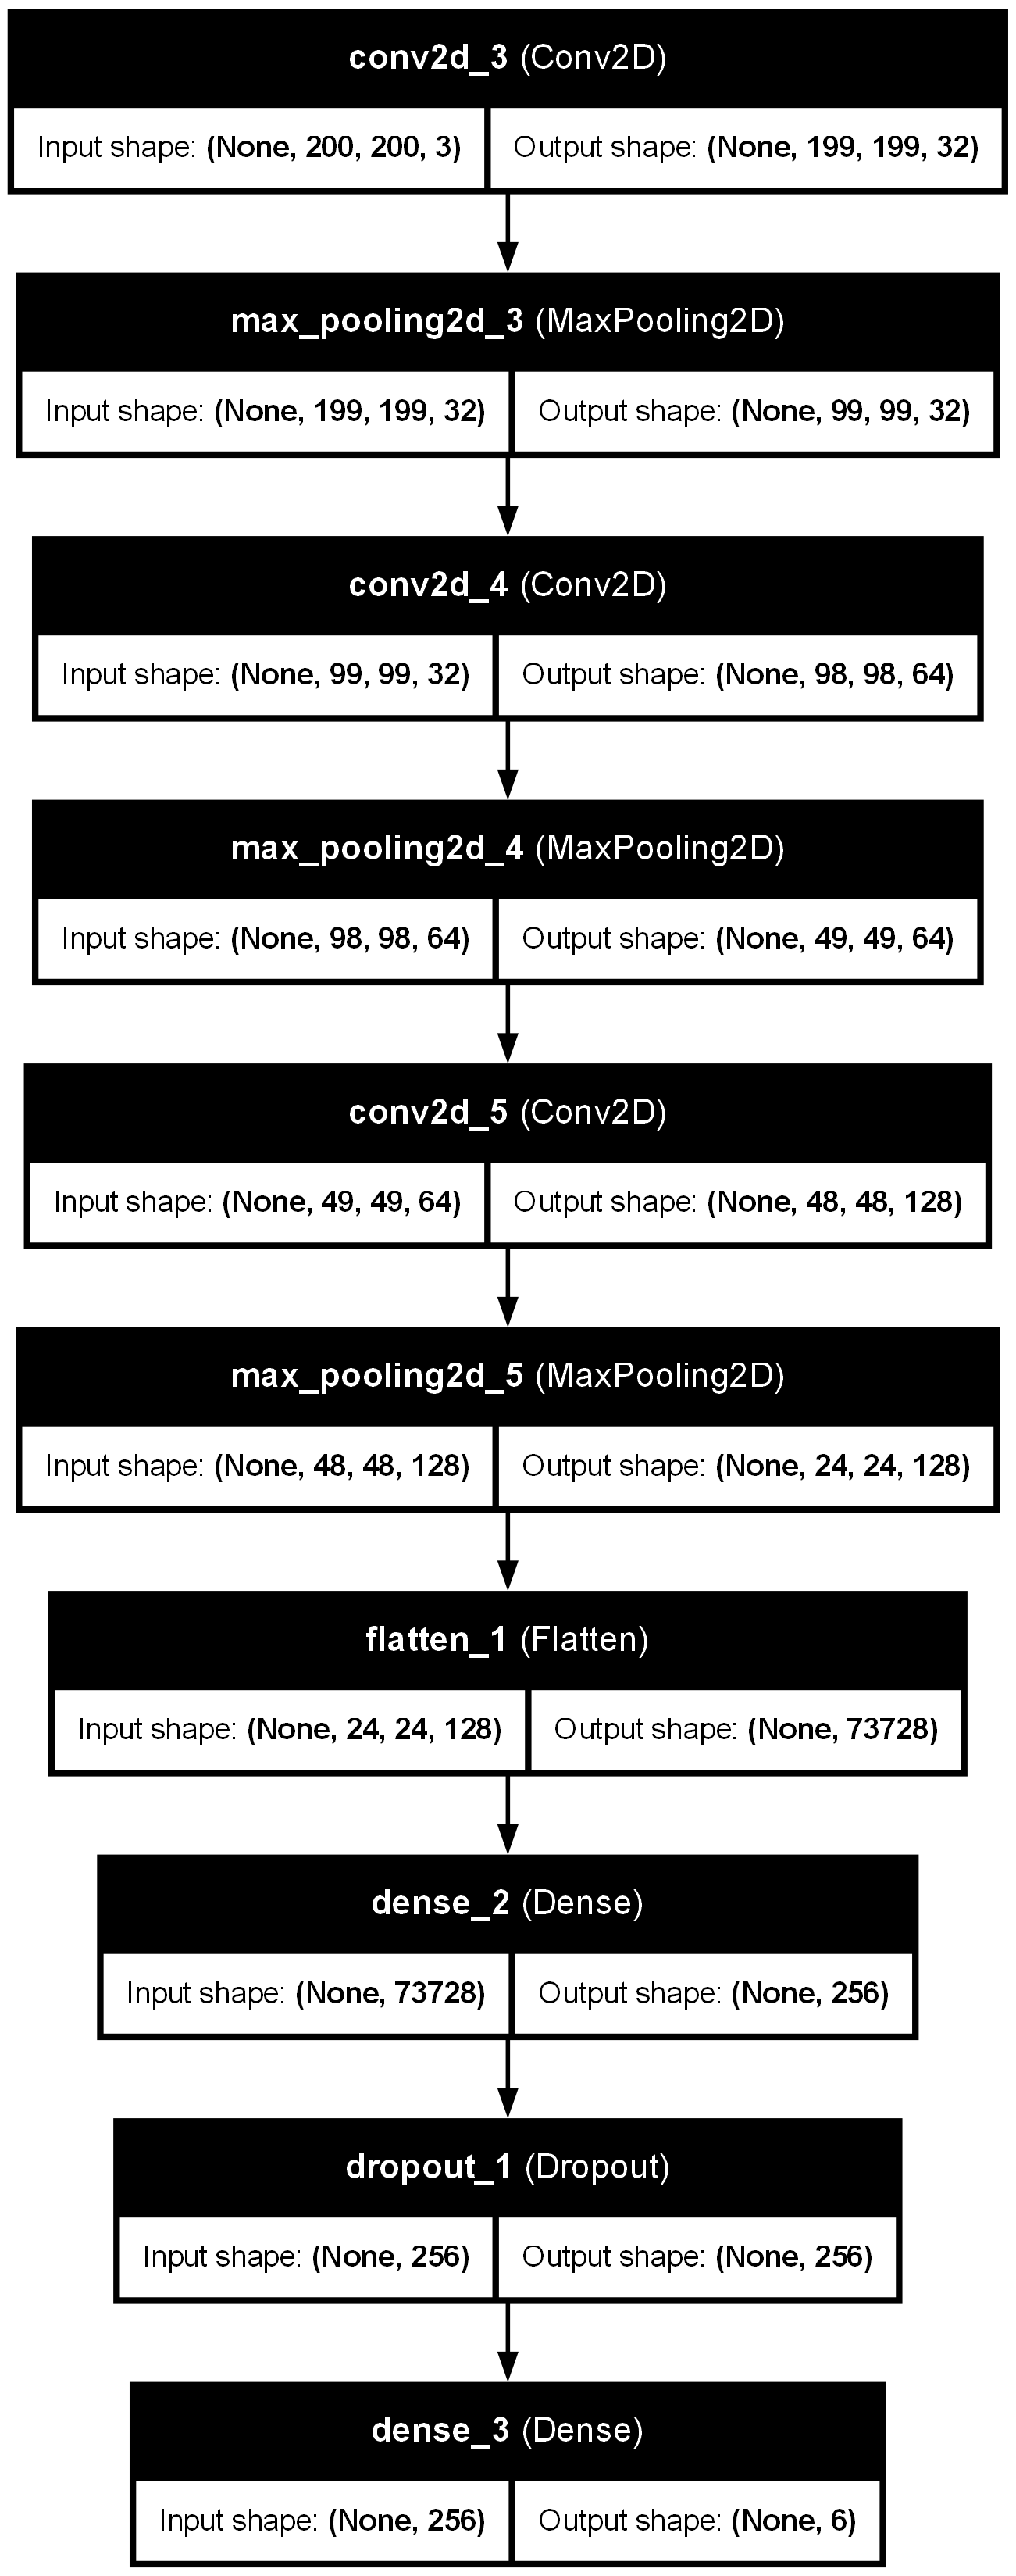 conv2d_3 (Conv2D)
Input shape: (None, 200, 200, 3) Output shape: (None, 199, 199, 32)
max_pooling2d_3 (MaxPooling2D)
Input shape: (None, 199, 199, 32) Output shape: (None, 99, 99, 32)
conv2d_4 (Conv2D)
Input shape: (None, 99, 99, 32) Output shape: (None, 98, 98, 64)
max_pooling2d_4 (MaxPooling2D)
Input shape: (None, 98, 98, 64) Output shape: (None, 49, 49, 64)
conv2d_5 (Conv2D)
Input shape: (None, 49, 49, 64) Output shape: (None, 48, 48, 128)
max_pooling2d_5 (MaxPooling2D)
Input shape: (None, 48, 48, 128) Output shape: (None, 24, 24, 128)
flatten_1 (Flatten)
Input shape: (None, 24, 24, 128) Output shape: (None, 73728)
dense_2 (Dense)
Input shape: (None, 73728) Output shape: (None, 256)
dropout_1 (Dropout)
Input shape: (None, 256) Output shape: (None, 256)
dense_3 (Dense)
Input shape: (None, 256) Output shape: (None, 6)